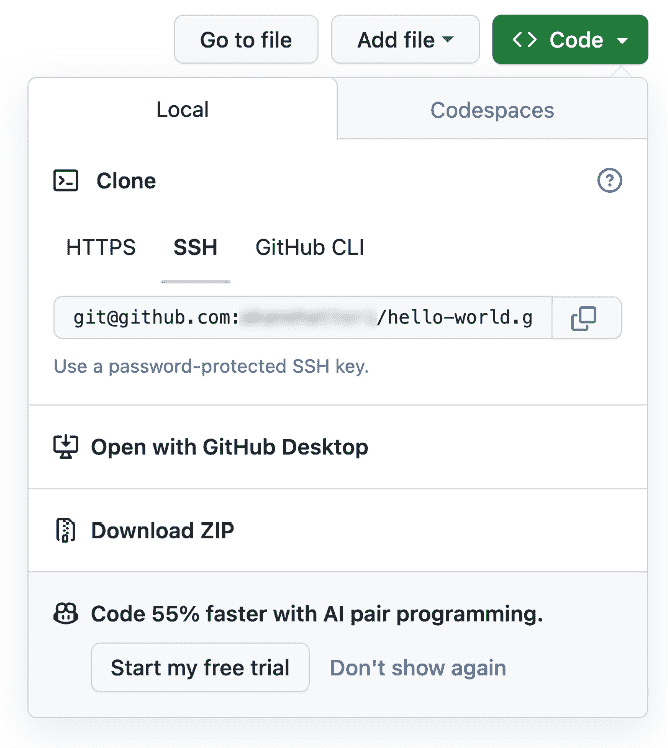 Go to file Add file <> Code
Local Codespaces
Clone
HTTPS SSH GitHub CLI
git@github.com: /hello-world.g
Use a password-protected SSH key.
Open with GitHub Desktop
Download ZIP
Code 55% faster with AI pair programming.
Start my free trial Don't show again